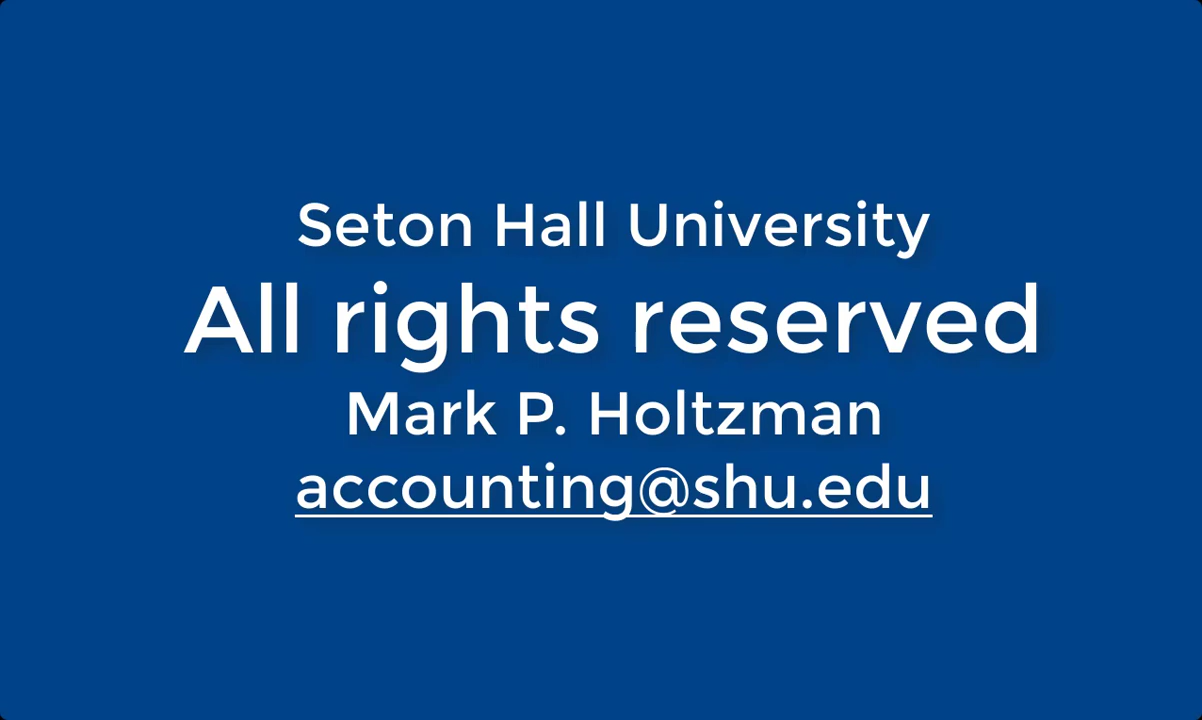 Seton Hall University
All rights reserved
Mark P. Holtzman
accounting@shu.edu